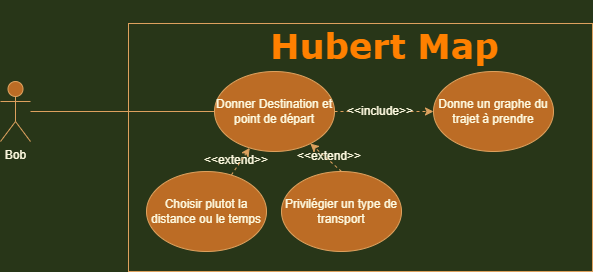 Hubert Map
Donner Destination et
point de départ
<<include>>
Donne un graphe du
trajet à prendre
Bob
<<extend>>
<<extend>>
Choisir plutot la
distance ou le temps
Privilégier un type de
transport